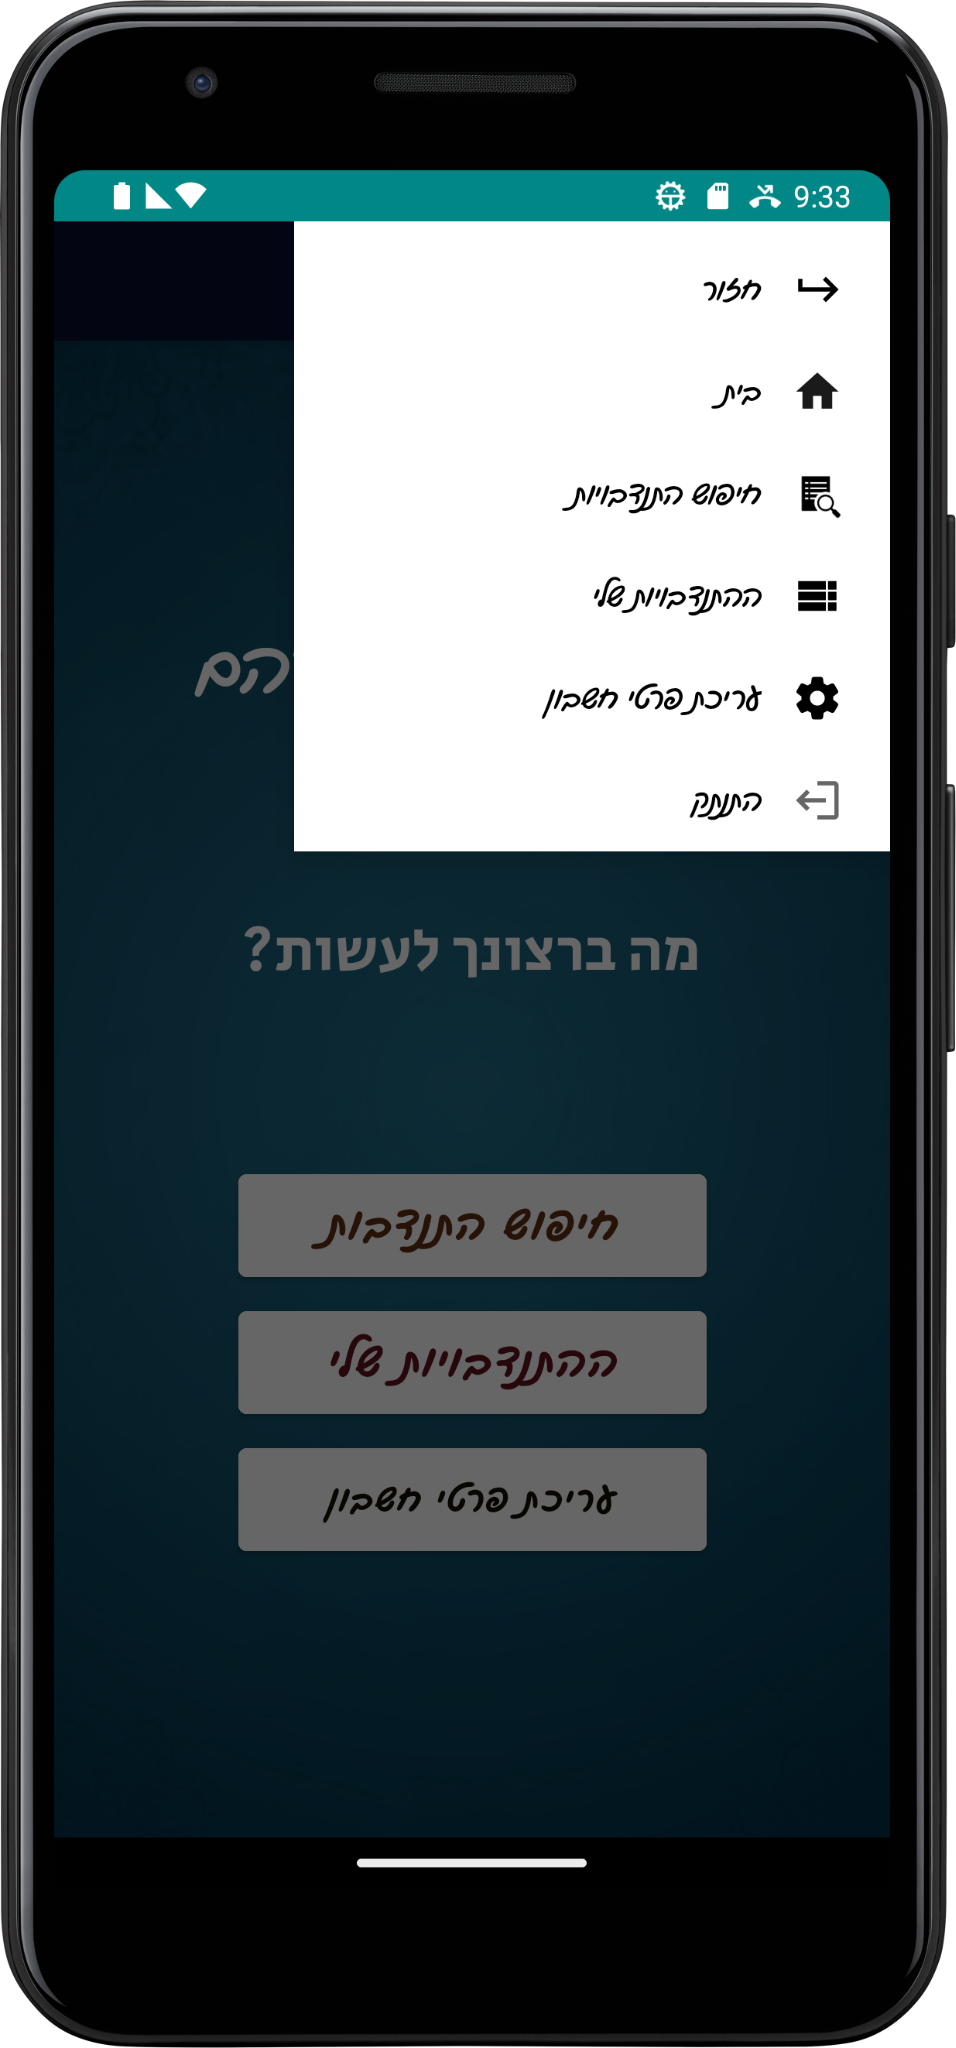 9:33
חזור
בית
חיפוש התנדבויות
ההתנדבויות שלי
עריכת פרטי חשבון
התנתק
מה ברצונך לעשות?
חיפוש התנדבות
ההתנדבויות שלי
עריכת פרטי חשבון